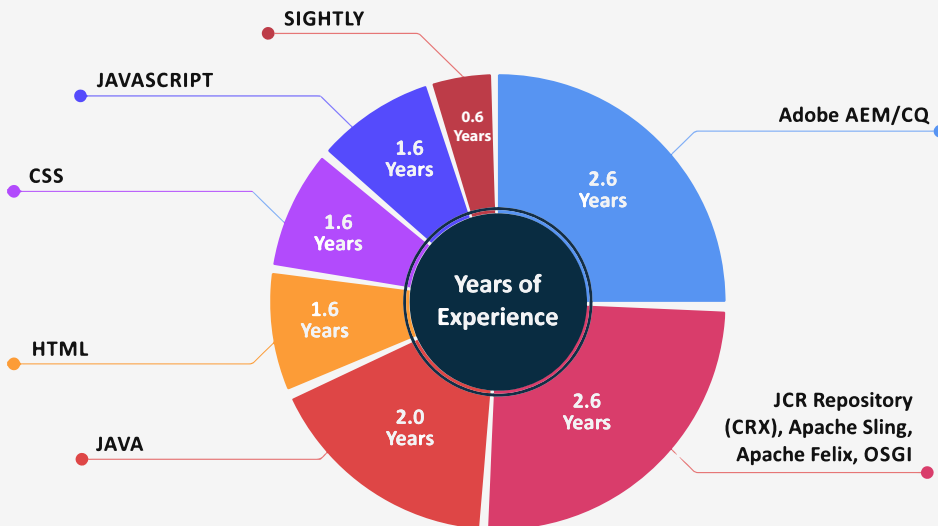 SIGHTLY
JAVASCRIPT
CSS
HTML
JAVA
Adobe AEM/CQ
JCR Repository
(CRX), Apache Sling,
Apache Felix, OSGI
0.6
Years
1.6
Years
1.6
Years
1.6
Years
2.0
Years
2.6
Years
2.6
Years
Years of
Experience